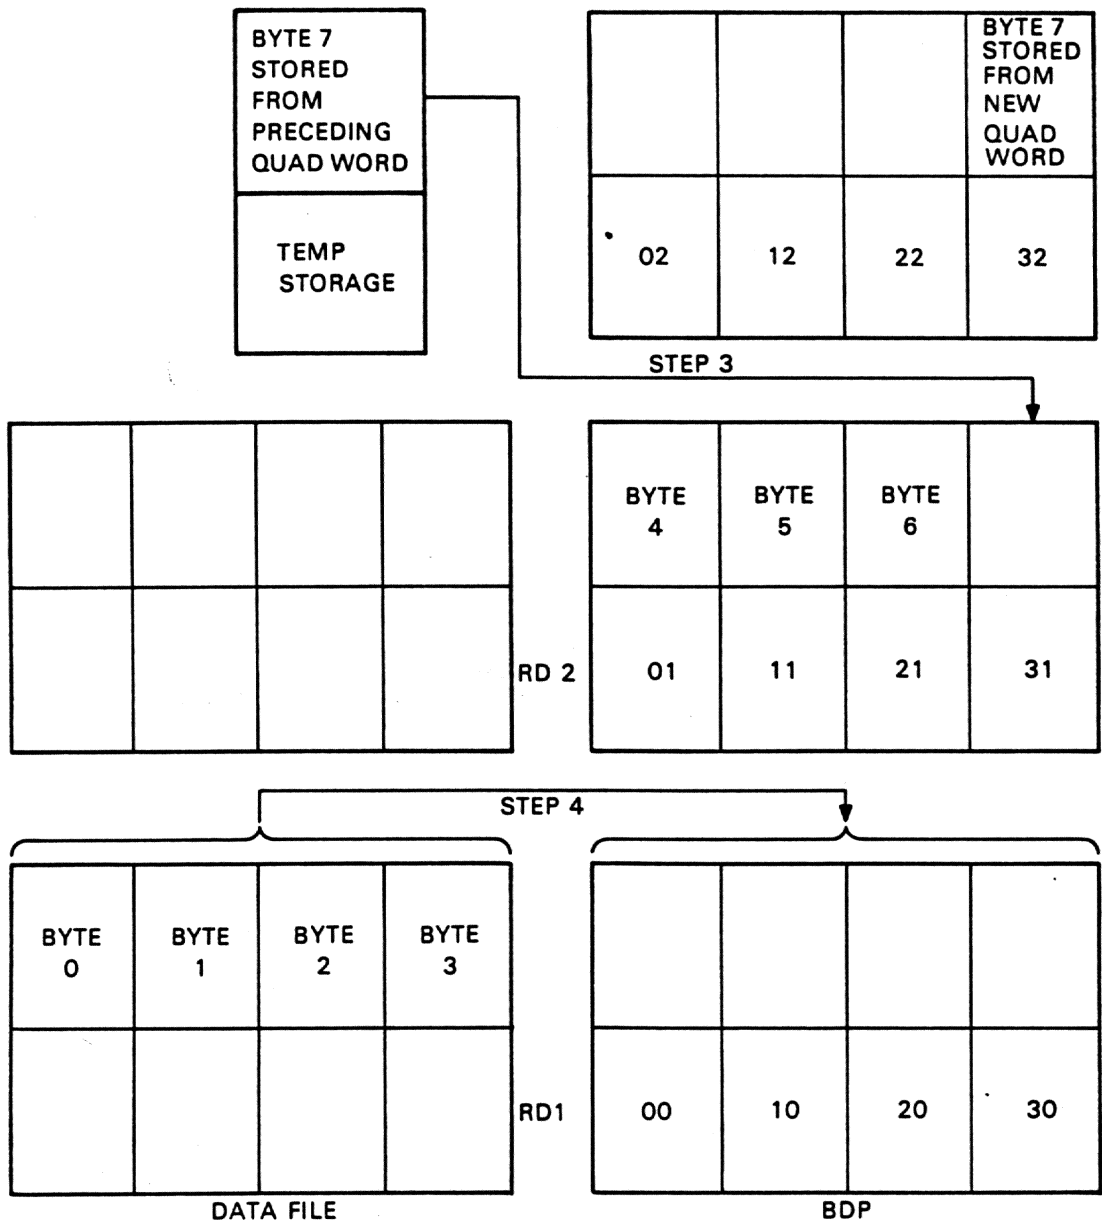 BYTE 7
STORED
FROM
PRECEDING
QUAD WORD
TEMP
STORAGE
BYTE 7
STORED
FROM
NEW
QUAD
WORD
02 12 22 32
STEP 3
BYTE BYTE BYTE
4 5 6
RD 2 01 11 21 31
STEP 4
BYTE BYTE BYTE BYTE
0 1 2 3
RD1 00 10 20 30
DATA FILE BDP